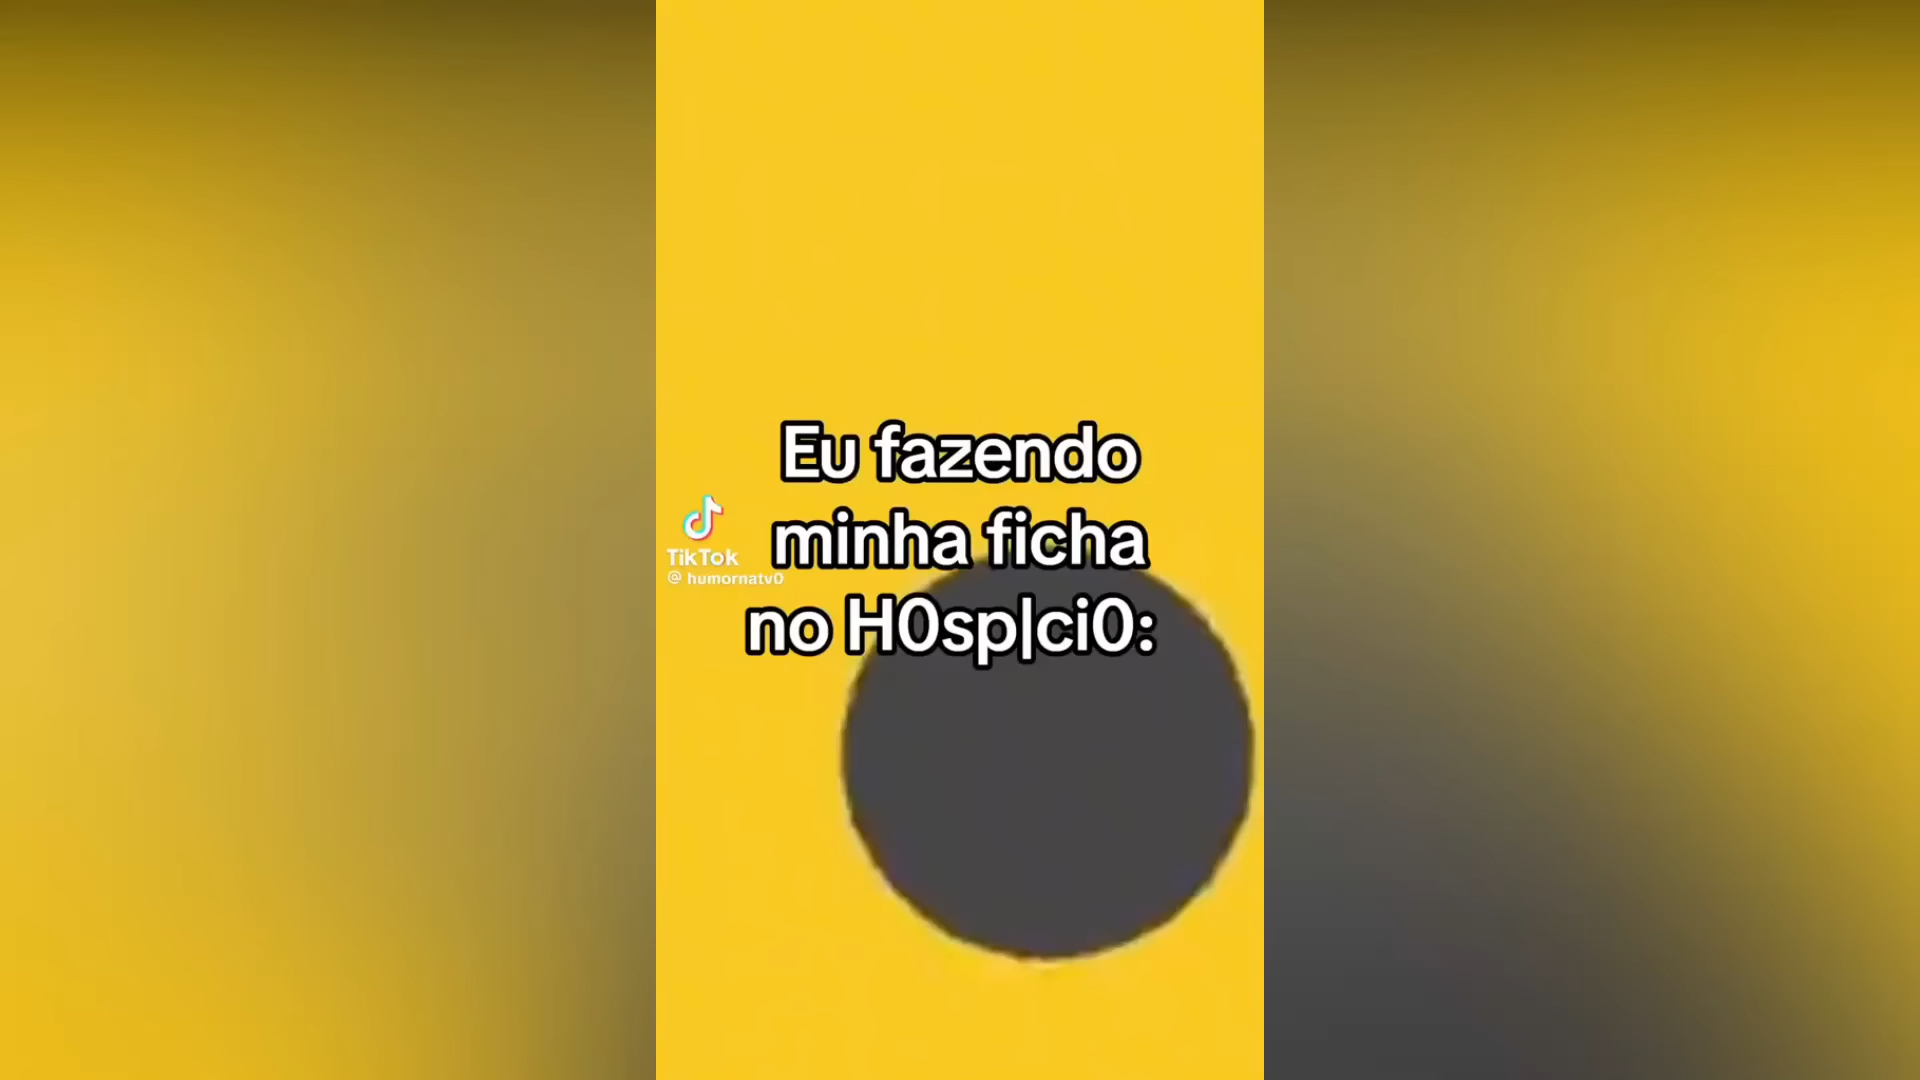 Eu fazendo
minha ficha
no H0sp|ci0:
TikTok
@ humornatv0